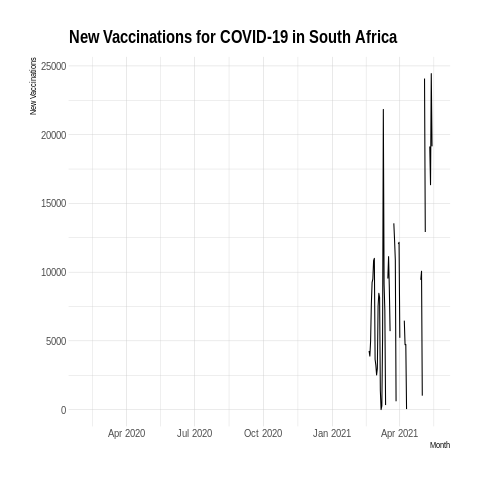 New Vaccinations for COVID-19 in South Africa
New Vaccinations
25000
20000
15000
10000
5000
0
Apr 2020 Jul 2020 Oct 2020 Jan 2021 Apr 2021
Month